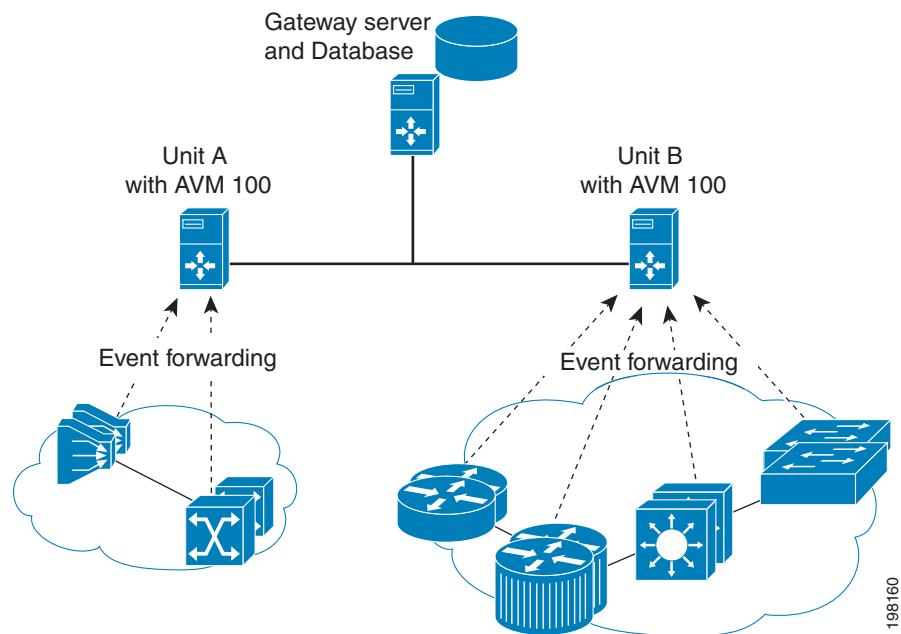 Gateway server
and Database
Unit A
with AVM 100
Unit B
with AVM 100
Event forwarding
Event forwarding
198160